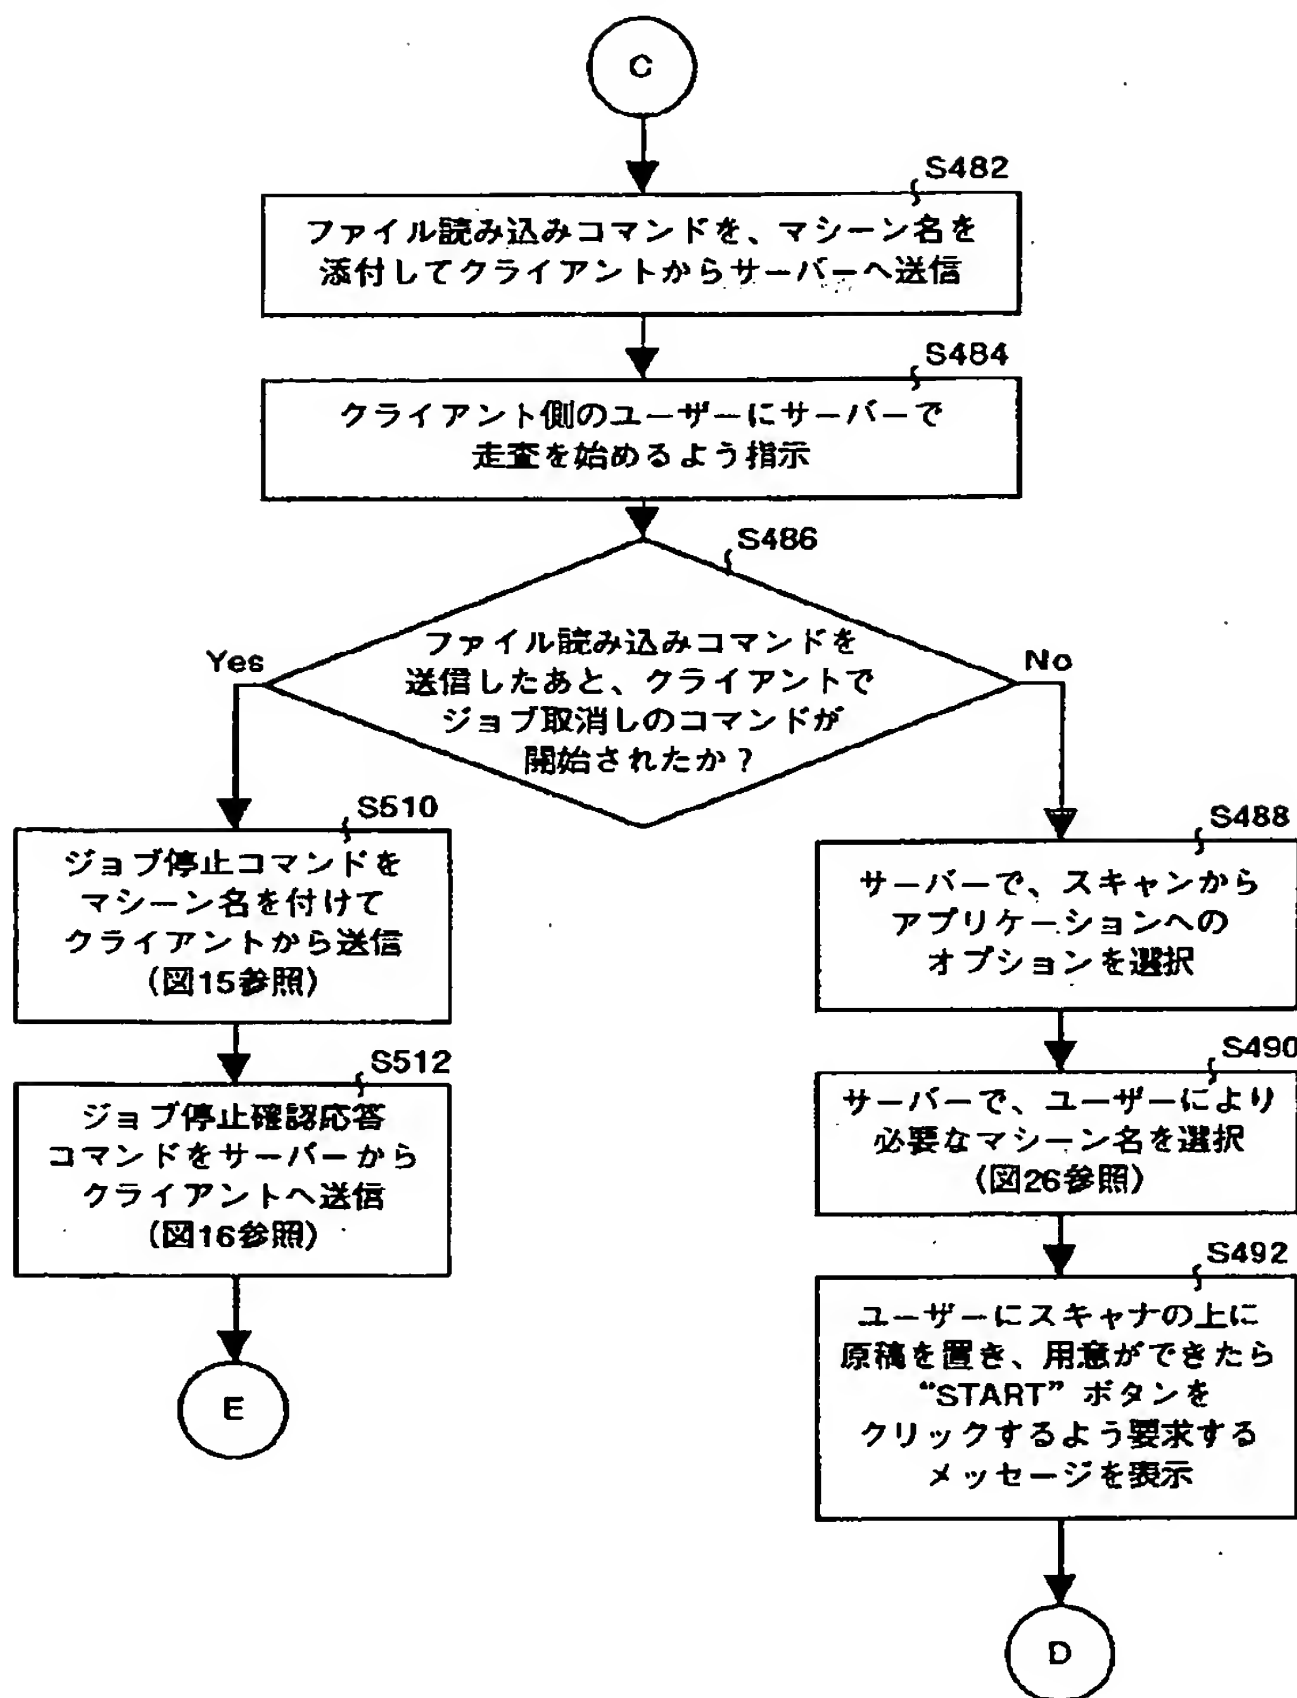 C
S482
ファイル読み込みコマンドを、マシーン名を
添付してクライアントからサーバーへ送信
S484
クライアント側のユーザーにサーバーで
走査を始めるよう指示
S486
ファイル読み込みコマンドを
送信したあと、クライアントで
ジョブ取消しのコマンドが
開始されたか？
Yes
No
S510
ジョブ停止コマンドを
マシーン名を付けて
クライアントから送信
（図15参照）
S512
ジョブ停止確認応答
コマンドをサーバーから
クライアントへ送信
（図16参照）
E
S488
サーバーで、スキャンから
アプリケーションへの
オプションを選択
S490
サーバーで、ユーザーにより
必要なマシーン名を選択
（図26参照）
S492
ユーザーにスキャナの上に
原稿を置き、用意ができたら
“START”ボタンを
クリックするよう要求する
メッセージを表示
D